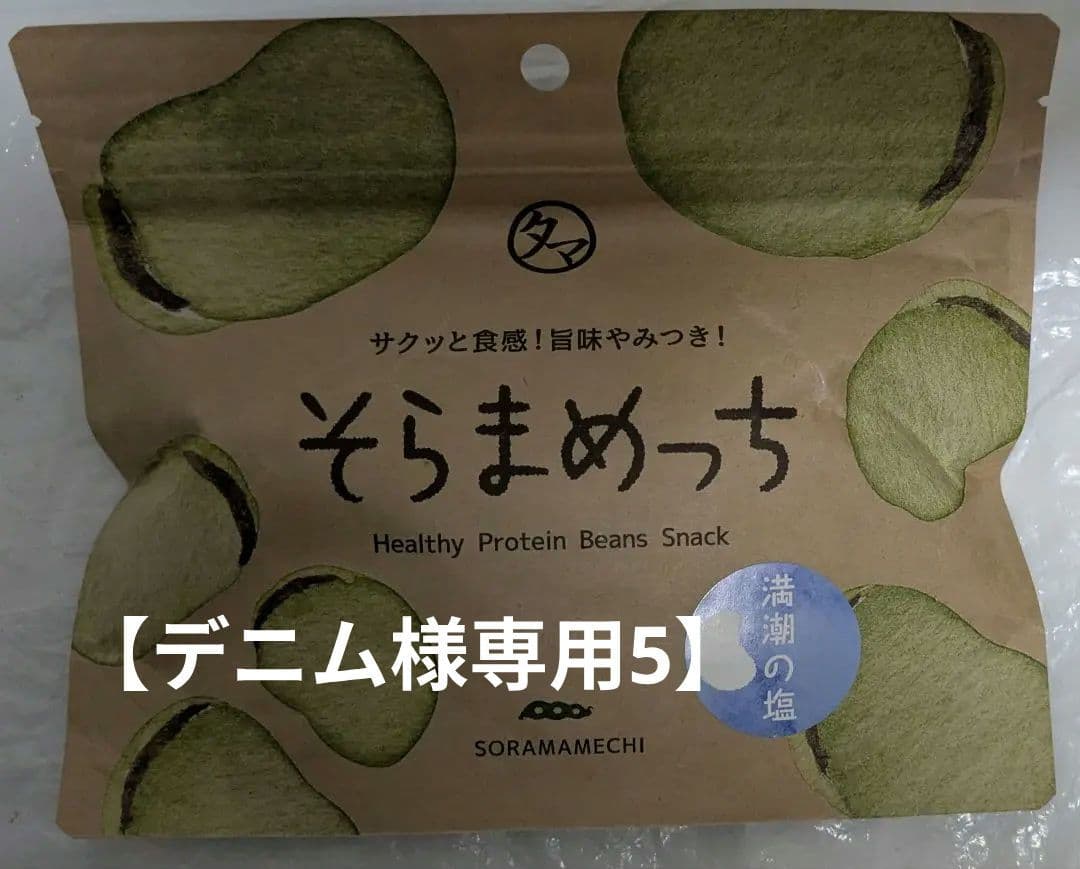 タマ
サクッと食感！旨味やみつき！
そらまめっち
Healthy Protein Beans Snack
満潮の塩
【デニム様専用5】
SORAMAMECHI